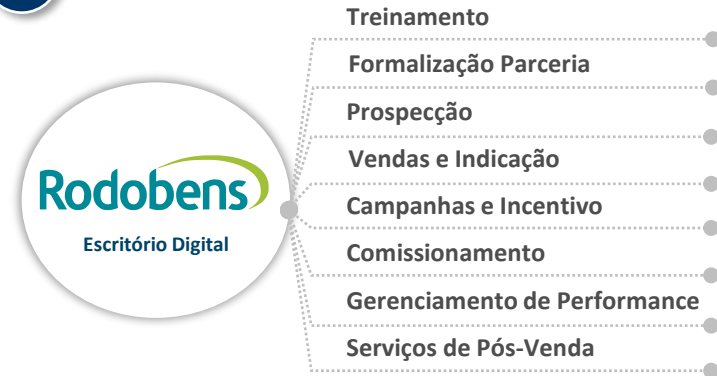 Treinamento
Formalização Parceria
Prospecção
Vendas e Indicação
Campanhas e Incentivo
Comissionamento
Gerenciamento de Performance
Serviços de Pós-Venda
Rodobens
Escritório Digital